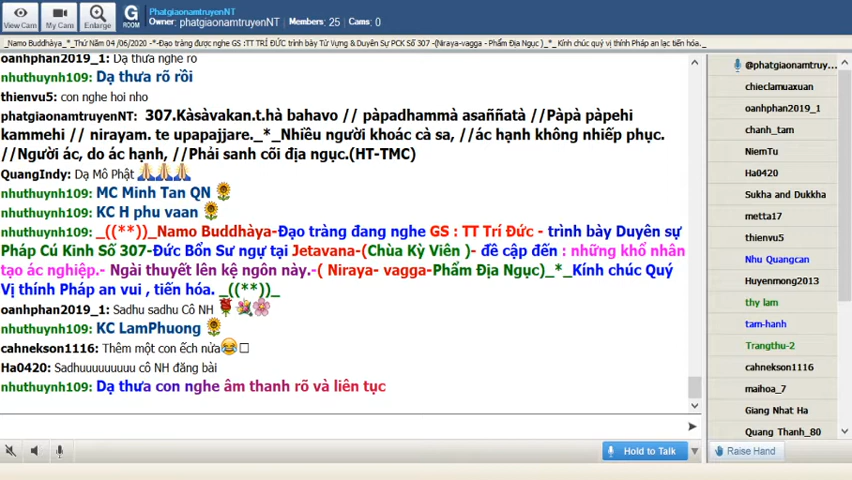 View Cam
My Cam
Enlarge
G
ROOM
PhatgiaonamtruyenNT
Owner: phatgiaonamtruyenNT Members: 25 Cams: 0
_Namo Buddhàya_*_Thứ Năm 04 /06/2020 -*-Đạo tràng được nghe GS :TT TRÍ ĐỨC trình bày Tứ Vựng & Duyên Sự PCK Số 307 -(Niraya-vagga - Phẩm Địa Ngục )_*_ Kính chúc quý vị thính Pháp an lạc tiến hóa._
oanhphan2019_1: Dạ thưa nghe ro
nhuthuynh109: Dạ thưa rõ rồi
thienvu5: con nghe hoi nho
phatgiaonamtruyenNT: 307.Kàsàvakan.t.hà bahavo // pàpadhammà asaññatà //Pàpà pàpehi
kammehi // nirayam. te upapajjare._*_Nhiều người khoác cà sa, //ác hạnh không nhiếp phục.
//Người ác, do ác hạnh, //Phải sanh cõi địa ngục.(HT-TMC)
QuangIndy: Dạ Mô Phật 🙏🙏🙏
nhuthuynh109: MC Minh Tan QN 🌻
nhuthuynh109: KC H phu vaan 🌻
nhuthuynh109: _((**))_Namo Buddhàya-Đạo tràng đang nghe GS : TT Trí Đức - trình bày Duyên sự
Pháp Cú Kinh Số 307-Đức Bổn Sư ngự tại Jetavana-(Chùa Kỳ Viên )- đề cập đến : những khổ nhân
tạo ác nghiệp.- Ngài thuyết lên kệ ngôn này.-( Niraya- vagga-Phẩm Địa Ngục)_*_Kính chúc Quý
Vị thính Pháp an vui , tiến hóa. _((**))_
oanhphan2019_1: Sadhu sadhu Cô NH 🌹💐🌸
nhuthuynh109: KC LamPhuong 🌻
cahnekson1116: Thêm một con ếch nửa😂□
Ha0420: Sadhuuuuuuuuu cô NH đăng bài
nhuthuynh109: Dạ thưa con nghe âm thanh rõ và liên tục
Hold to Talk
@phatgiaonamtruy...
chieclamuaxuan
oanhphan2019_1
chanh_tam
NiemTu
Ha0420
Sukha and Dukkha
metta17
thienvu5
Nhu Quangcan
Huyenmong2013
thy lam
tam-hanh
Trangthu-2
cahnekson1116
maihoa_7
Giang Nhat Ha
Quang Thanh_80
Raise Hand